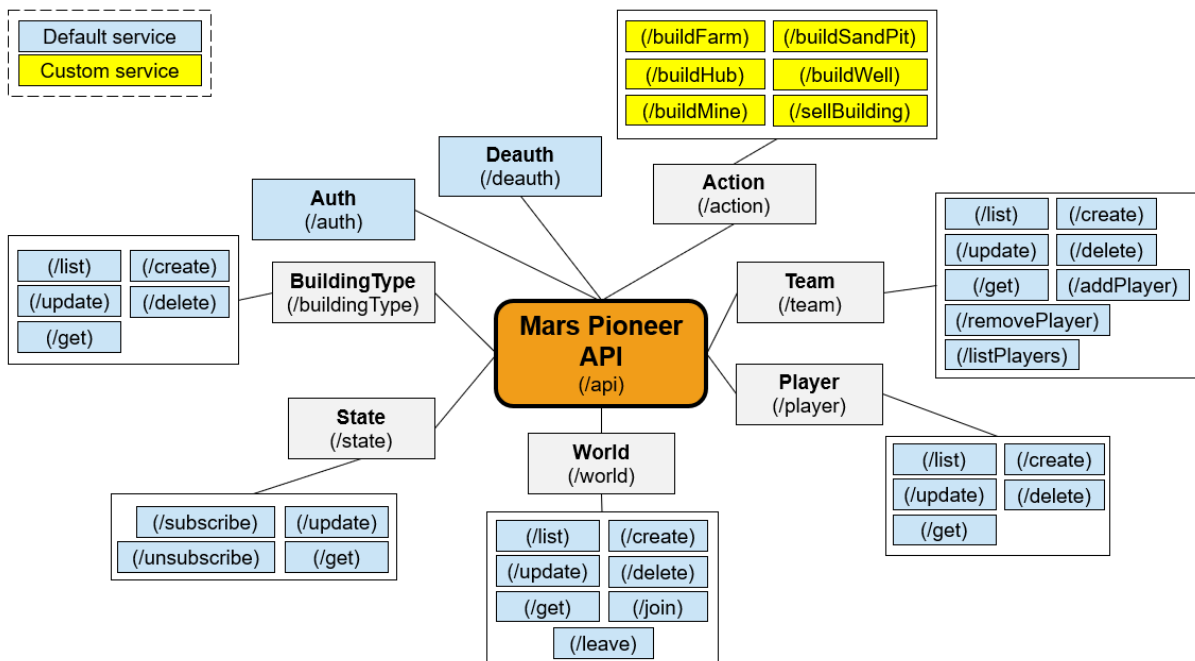 Default service
Custom service
(/buildFarm) (/buildSandPit)
(/buildHub) (/buildWell)
(/buildMine) (/sellBuilding)
Deauth
(/deauth)
Action
(/action)
Auth
(/auth)
(/list) (/create)
(/update) (/delete)
(/get) (/addPlayer)
(/removePlayer)
(/listPlayers)
(/list) (/create)
(/update) (/delete)
(/get)
BuildingType
(/buildingType)
Team
(/team)
Mars Pioneer
API
(/api)
Player
(/player)
State
(/state)
World
(/world)
(/list) (/create)
(/update) (/delete)
(/get)
(/subscribe) (/update)
(/unsubscribe) (/get)
(/list) (/create)
(/update) (/delete)
(/get) (/join)
(/leave)